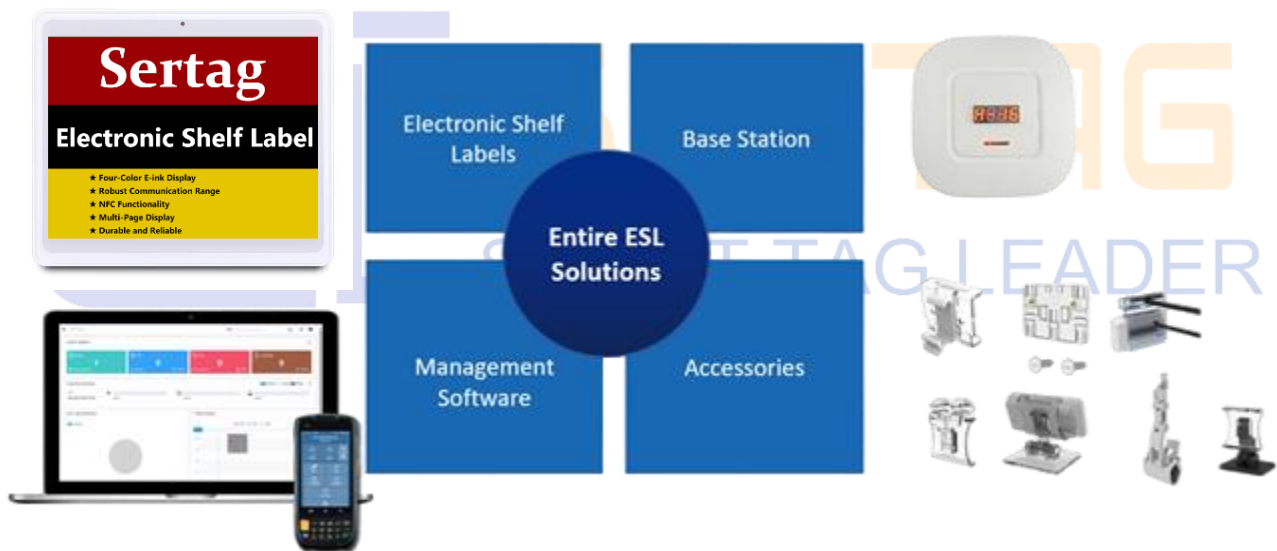 Sertag
Electronic Shelf Label
★ Four-Color E-ink Display
★ Robust Communication Range
★ NFC Functionality
★ Multi-Page Display
★ Durable and Reliable
Electronic Shelf
Labels
Base Station
Entire ESL
Solutions
Management
Software
Accessories
TAG
TAG LEADER